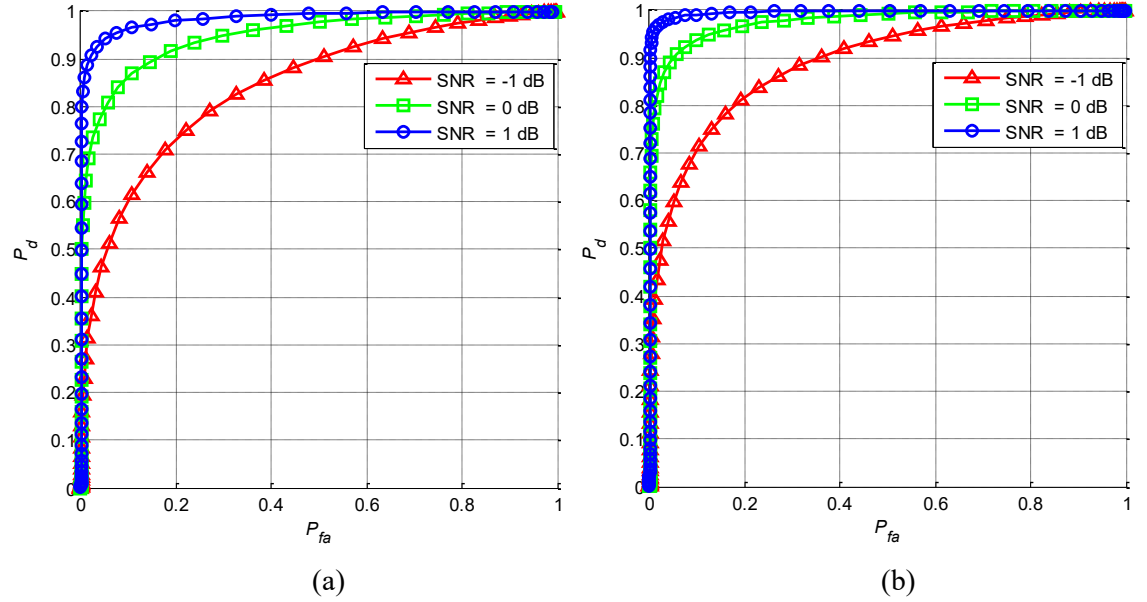 1
0.9
0.8
0.7
0.6
0.5
0.4
0.3
0.2
0.1
0
0 0.2 0.4 0.6 0.8 1
P_d
P_fa
SNR = -1 dB
SNR = 0 dB
SNR = 1 dB
(a)
1
0.9
0.8
0.7
0.6
0.5
0.4
0.3
0.2
0.1
0
0 0.2 0.4 0.6 0.8 1
P_d
P_fa
SNR = -1 dB
SNR = 0 dB
SNR = 1 dB
(b)